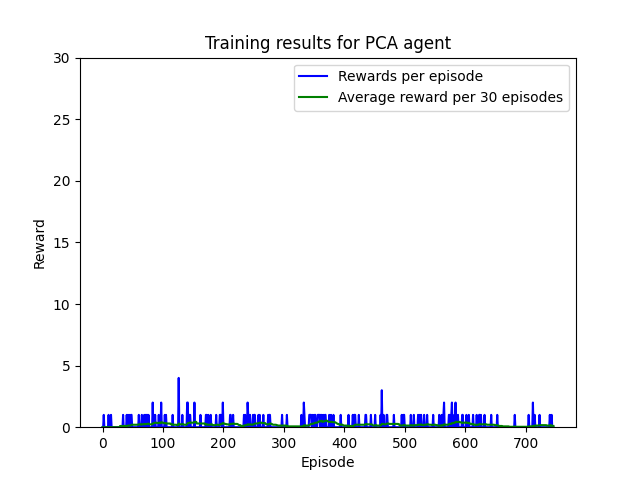 Training results for PCA agent
Rewards per episode
Average reward per 30 episodes
30
25
20
15
10
5
0
Reward
0 100 200 300 400 500 600 700
Episode